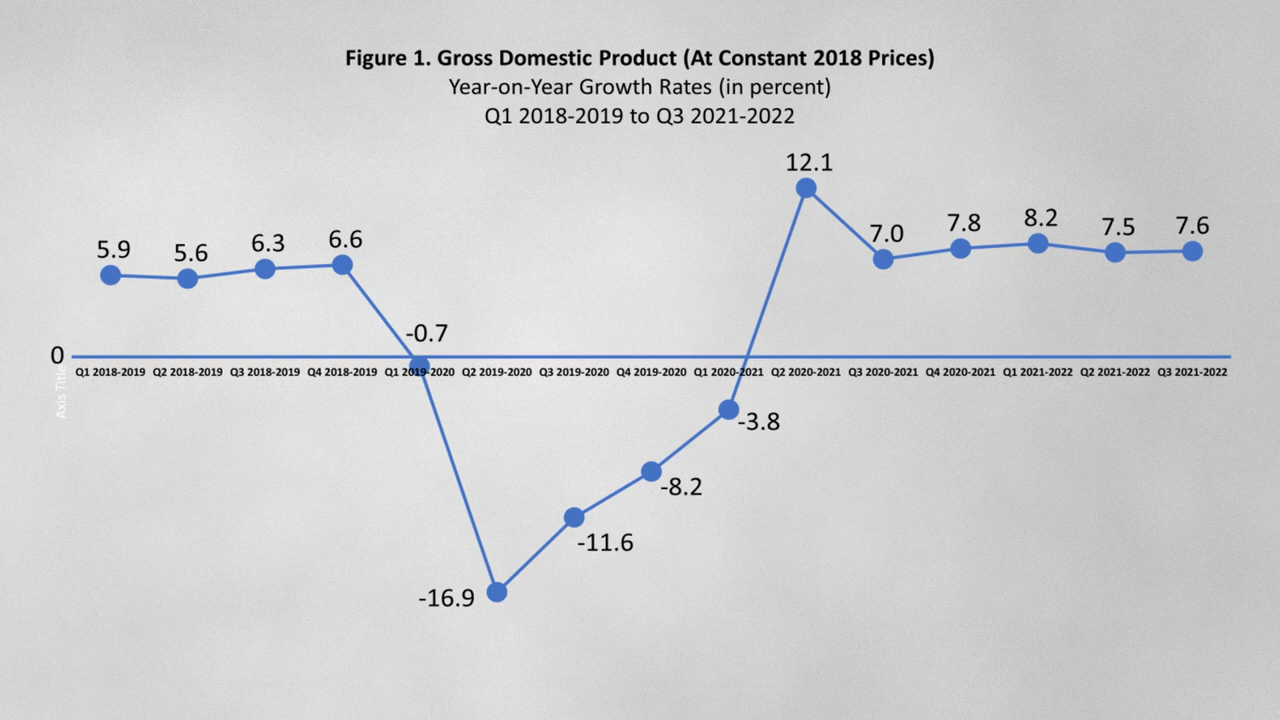 Figure 1. Gross Domestic Product (At Constant 2018 Prices)
Year-on-Year Growth Rates (in percent)
Q1 2018-2019 to Q3 2021-2022
12.1
5.9
5.6
6.3
6.6
7.0
7.8
8.2
7.5
7.6
-0.7
0
Q1 2018-2019
Q2 2018-2019
Q3 2018-2019
Q4 2018-2019
Q1 2019-2020
Q2 2019-2020
Q3 2019-2020
Q4 2019-2020
Q1 2020-2021
Q2 2020-2021
Q3 2020-2021
Q4 2020-2021
Q1 2021-2022
Q2 2021-2022
Q3 2021-2022
Axis Title
-3.8
-8.2
-11.6
-16.9